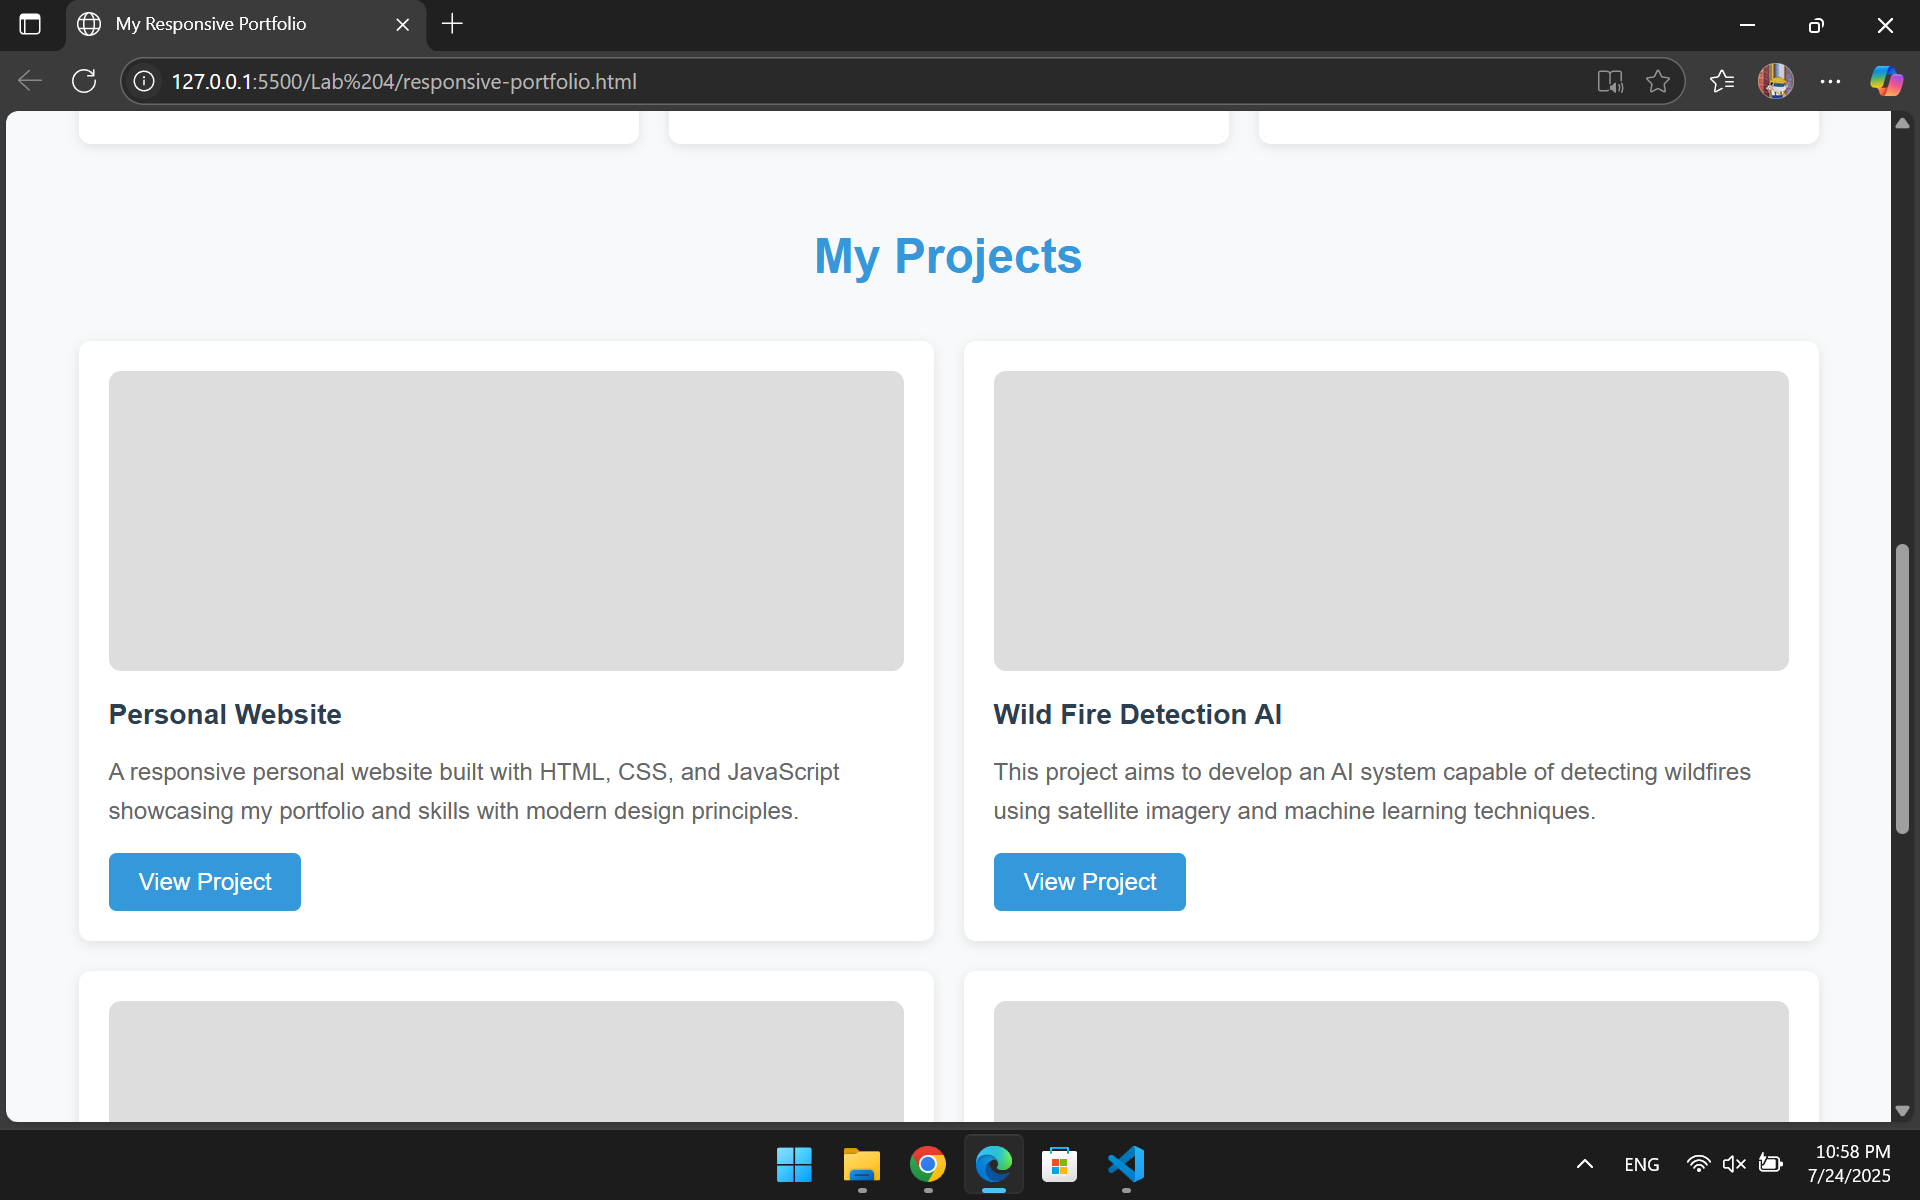 My Responsive Portfolio
127.0.0.1:5500/Lab%204/responsive-portfolio.html
My Projects
Personal Website
A responsive personal website built with HTML, CSS, and JavaScript
showcasing my portfolio and skills with modern design principles.
View Project
Wild Fire Detection AI
This project aims to develop an AI system capable of detecting wildfires
using satellite imagery and machine learning techniques.
View Project
ENG
10:58 PM
7/24/2025